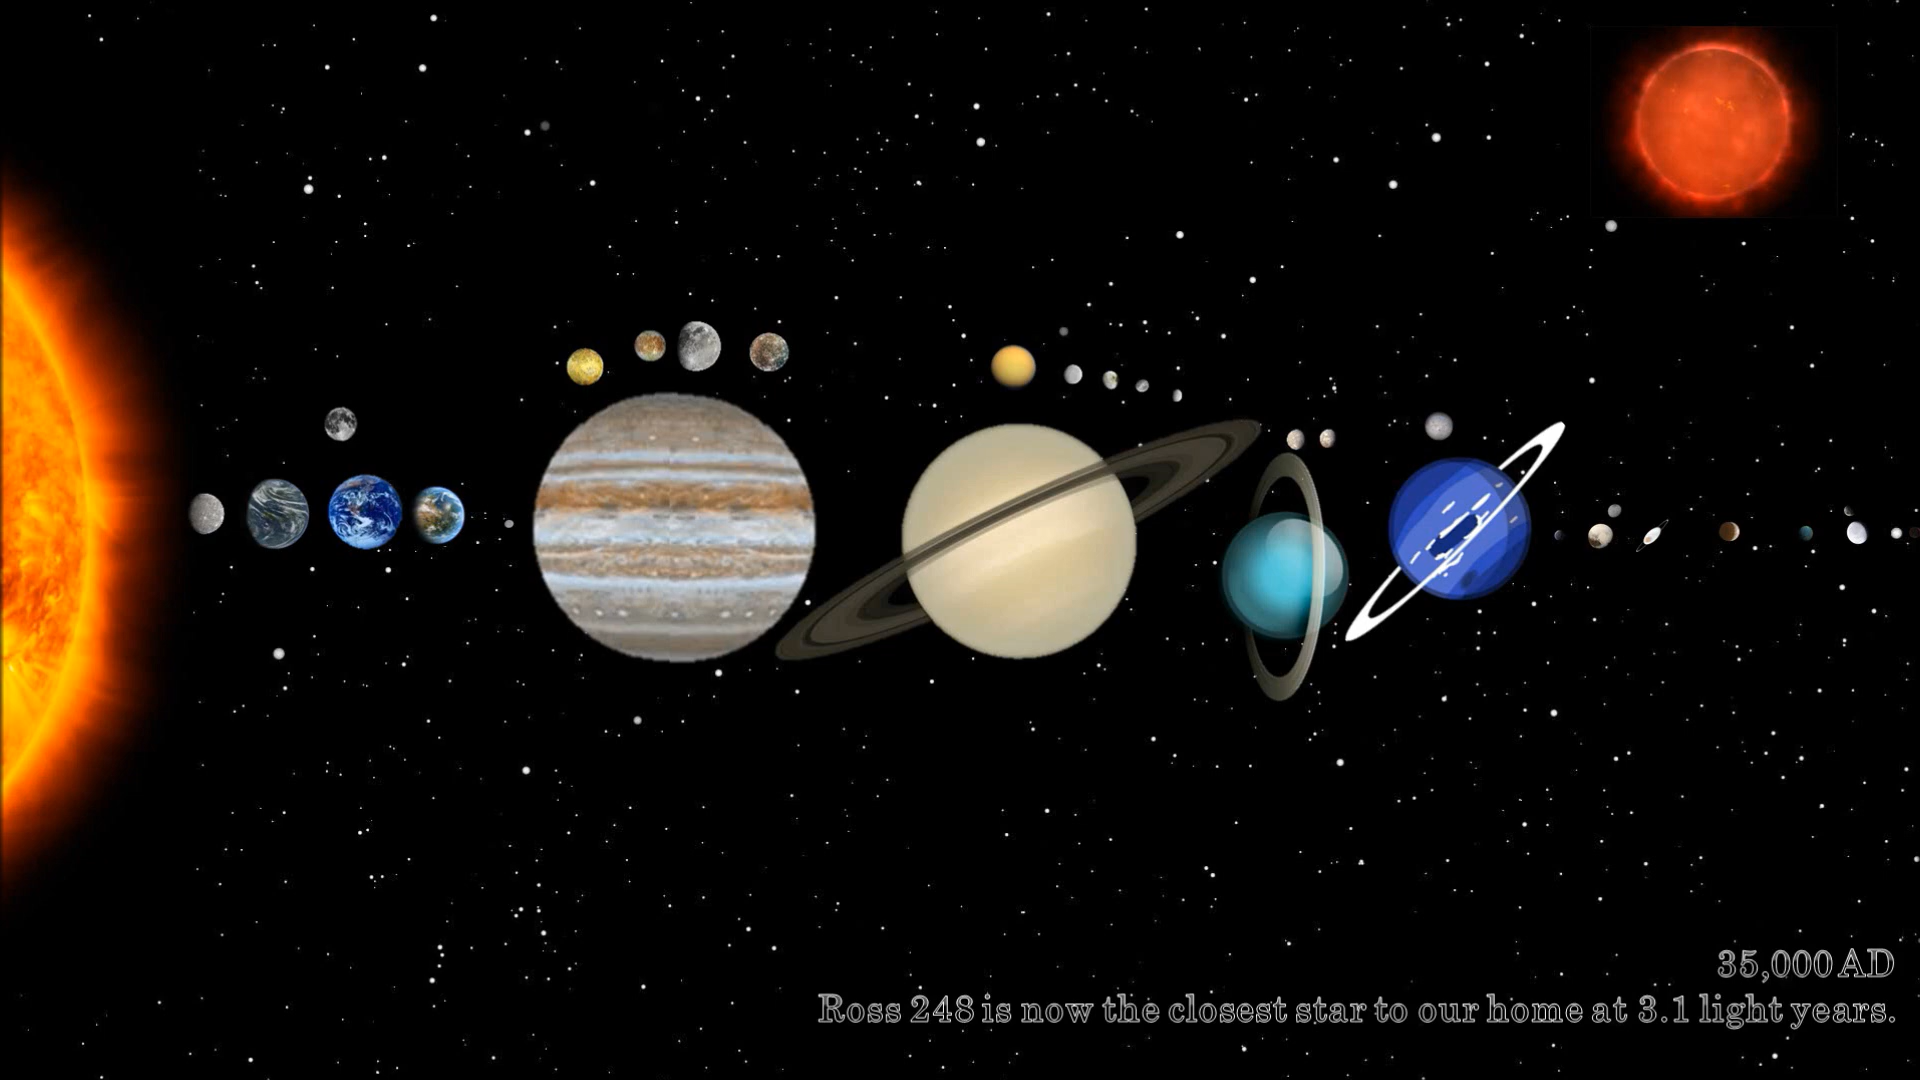 35,000 AD
Ross 248 is now the closest star to our home at 3.1 light years.